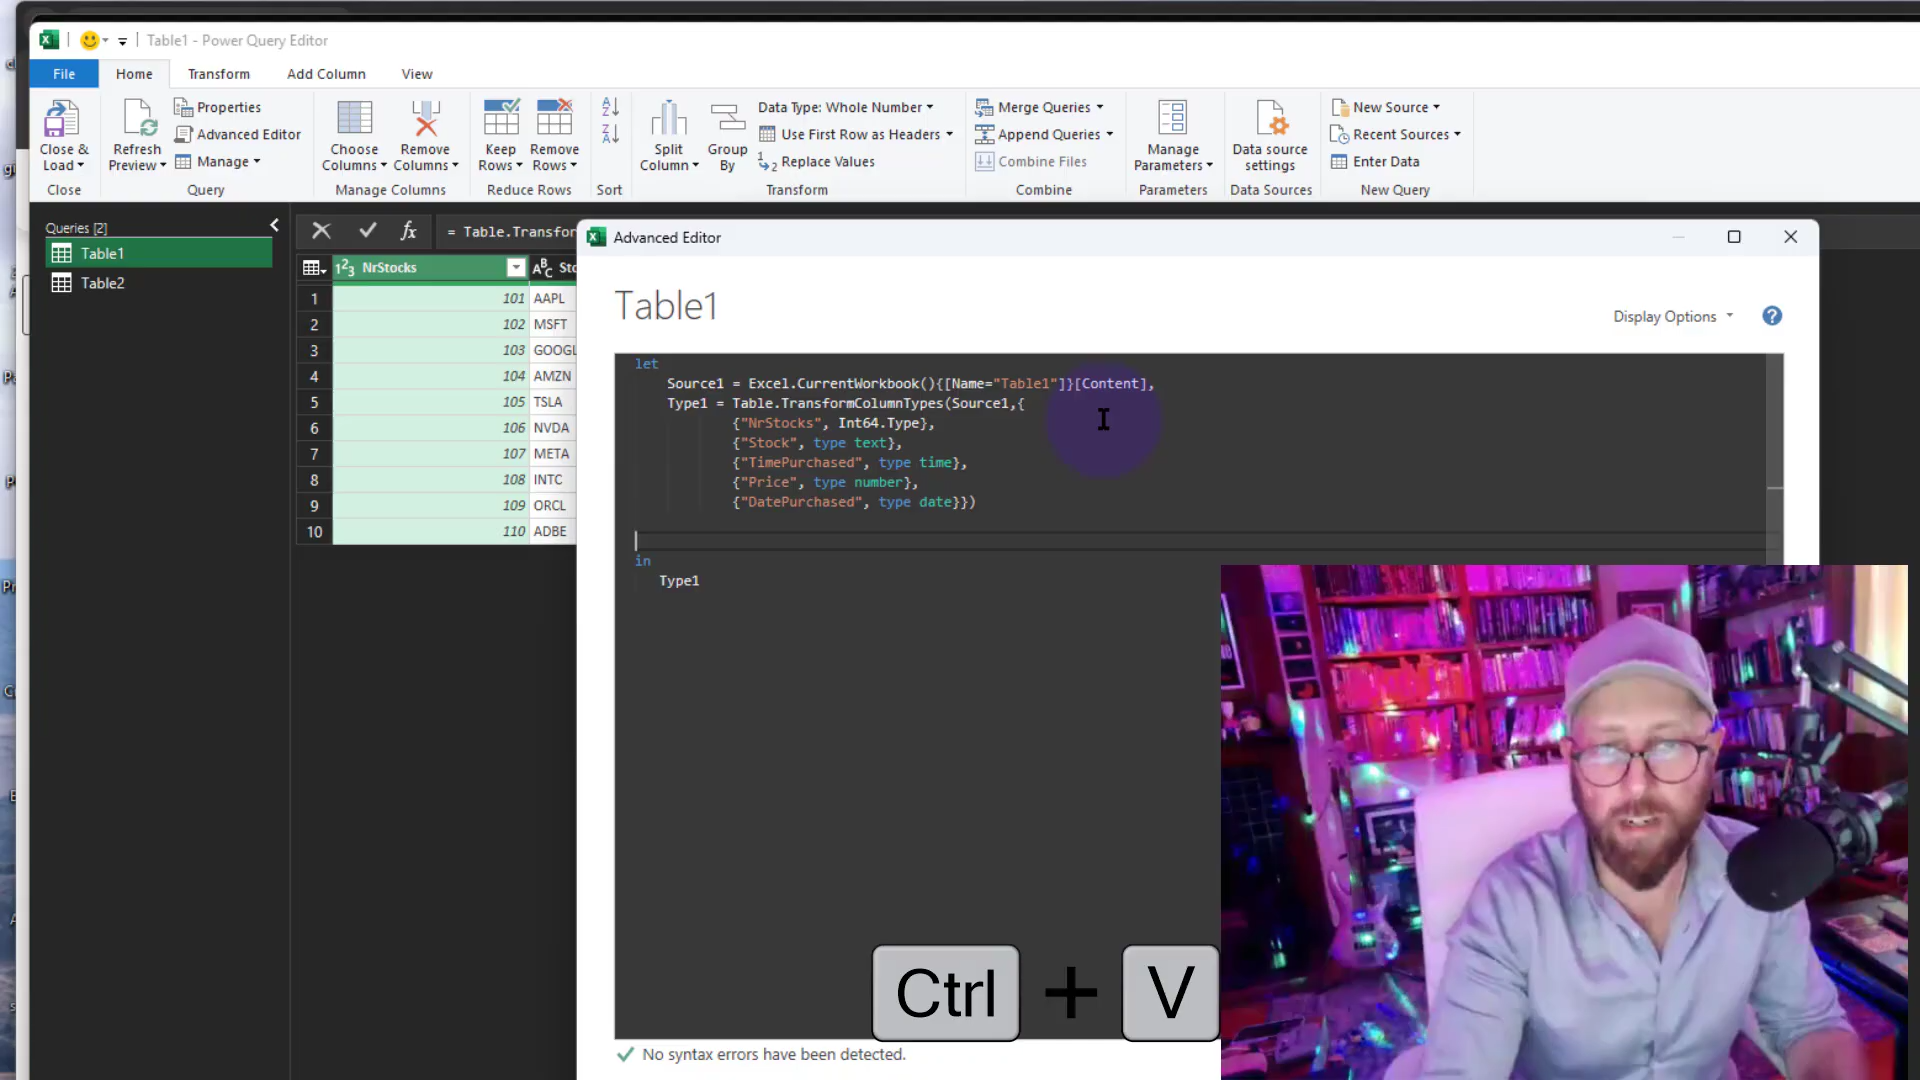 Table1 - Power Query Editor
File Home Transform Add Column View
Close & Load
Close
Refresh Preview
Properties
Advanced Editor
Manage
Query
Choose Columns
Remove Columns
Manage Columns
Keep Rows
Remove Rows
Reduce Rows
Sort
Split Column
Group By
Data Type: Whole Number
Use First Row as Headers
Replace Values
Transform
Merge Queries
Append Queries
Combine Files
Combine
Manage Parameters
Parameters
Data source settings
Data Sources
New Source
Recent Sources
Enter Data
New Query
Queries [2]
Table1
Table2
fx = Table.Transfor
NrStocks Sto
1 101 AAPL
2 102 MSFT
3 103 GOOGL
4 104 AMZN
5 105 TSLA
6 106 NVDA
7 107 META
8 108 INTC
9 109 ORCL
10 110 ADBE
Advanced Editor
Table1
Display Options
?
let
Source1 = Excel.CurrentWorkbook(){[Name="Table1"]}[Content],
Type1 = Table.TransformColumnTypes(Source1,{
{"NrStocks", Int64.Type},
{"Stock", type text},
{"TimePurchased", type time},
{"Price", type number},
{"DatePurchased", type date}})
in
Type1
Ctrl + V
No syntax errors have been detected.